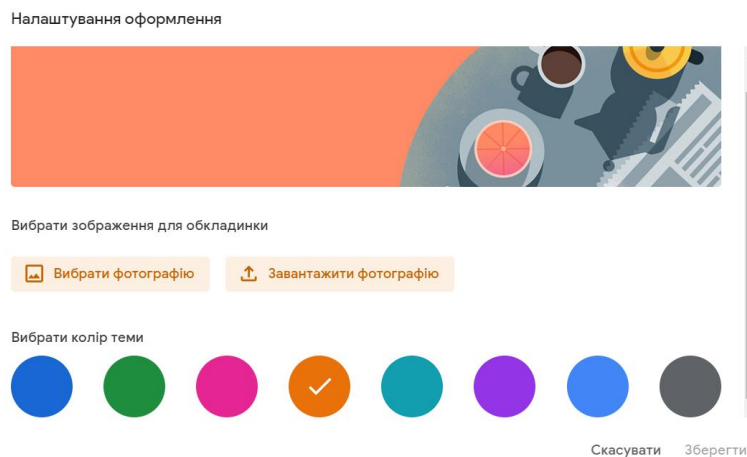 Налаштування оформлення
Вибрати зображення для обкладинки
Вибрати фотографію
Завантажити фотографію
Вибрати колір теми
Скасувати
Зберегти